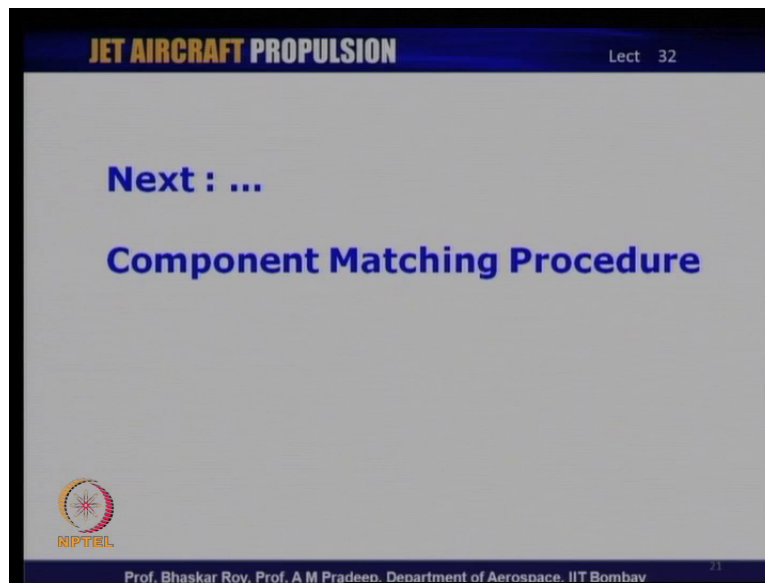 JET AIRCRAFT PROPULSION Lect 32
Next : ...
Component Matching Procedure
NPTEL
21
Prof. Bhaskar Roy, Prof. A M Pradeep, Department of Aerospace, IIT Bombay